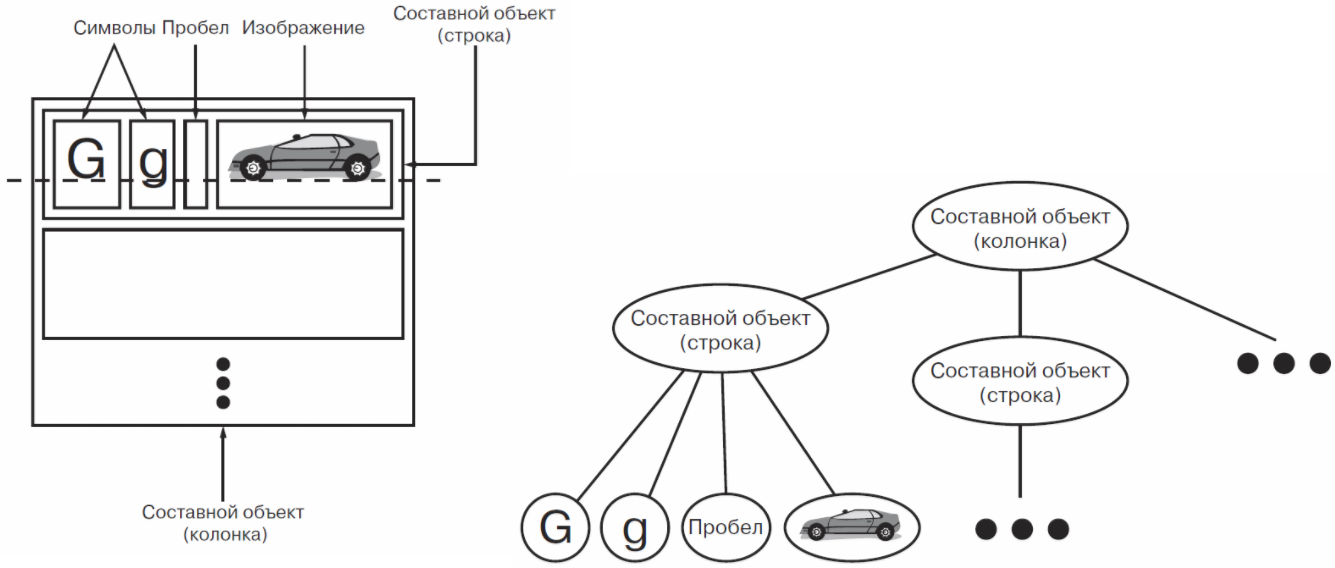 Символы Пробел Изображение
Составной объект
(строка)
G g
Составной объект
(колонка)
Составной объект
(колонка)
Составной объект
(строка)
Составной объект
(строка)
G g Пробел